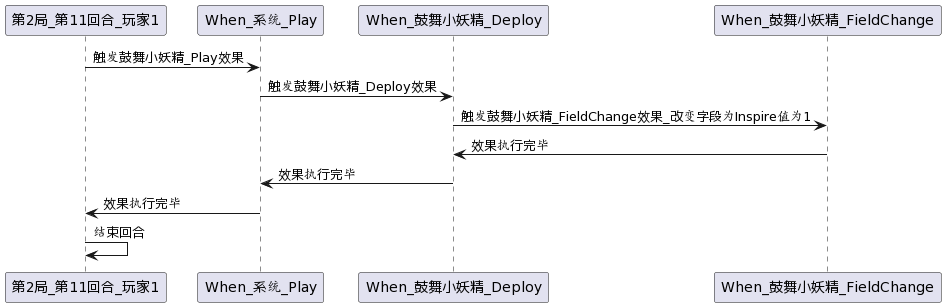 第2局_第11回合_玩家1
When_系统_Play
When_鼓舞小妖精_Deploy
When_鼓舞小妖精_FieldChange
触发鼓舞小妖精_Play效果
触发鼓舞小妖精_Deploy效果
触发鼓舞小妖精_FieldChange效果_改变字段为Inspire值为1
效果执行完毕
效果执行完毕
效果执行完毕
结束回合
第2局_第11回合_玩家1
When_系统_Play
When_鼓舞小妖精_Deploy
When_鼓舞小妖精_FieldChange